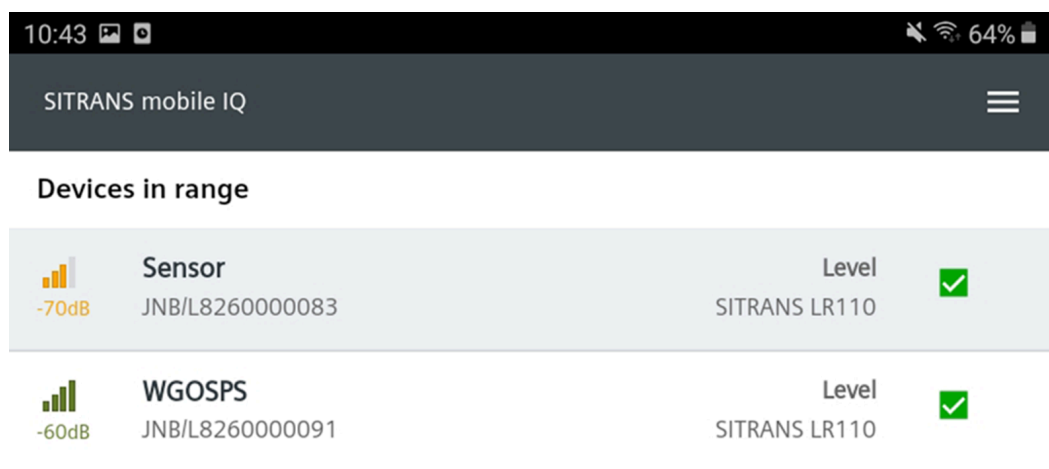 10:43 64%
SITRANS mobile IQ
Devices in range
Sensor Level
-70dB JNB/L8260000083 SITRANS LR110
WGOSPS Level
-60dB JNB/L8260000091 SITRANS LR110